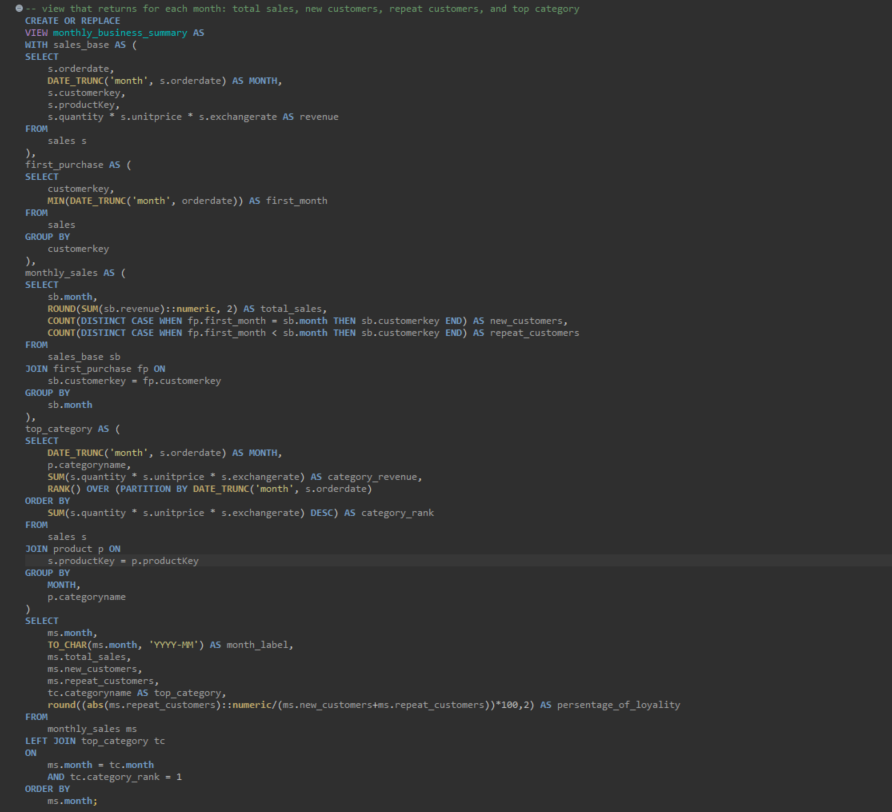 -- view that returns for each month: total sales, new customers, repeat customers, and top category
CREATE OR REPLACE
VIEW monthly_business_summary AS
WITH sales_base AS (
SELECT
    s.orderdate,
    DATE_TRUNC('month', s.orderdate) AS MONTH,
    s.customerkey,
    s.productKey,
    s.quantity * s.unitprice * s.exchangerate AS revenue
FROM
    sales s
),
first_purchase AS (
SELECT
    customerkey,
    MIN(DATE_TRUNC('month', orderdate)) AS first_month
FROM
    sales
GROUP BY
    customerkey
),
monthly_sales AS (
SELECT
    sb.month,
    ROUND(SUM(sb.revenue)::numeric, 2) AS total_sales,
    COUNT(DISTINCT CASE WHEN fp.first_month = sb.month THEN sb.customerkey END) AS new_customers,
    COUNT(DISTINCT CASE WHEN fp.first_month < sb.month THEN sb.customerkey END) AS repeat_customers
FROM
    sales_base sb
JOIN first_purchase fp ON
    sb.customerkey = fp.customerkey
GROUP BY
    sb.month
),
top_category AS (
SELECT
    DATE_TRUNC('month', s.orderdate) AS MONTH,
    p.categoryname,
    SUM(s.quantity * s.unitprice * s.exchangerate) AS category_revenue,
    RANK() OVER (PARTITION BY DATE_TRUNC('month', s.orderdate)
ORDER BY
    SUM(s.quantity * s.unitprice * s.exchangerate) DESC) AS category_rank
FROM
    sales s
JOIN product p ON
    s.productKey = p.productKey
GROUP BY
    MONTH,
    p.categoryname
)
SELECT
    ms.month,
    TO_CHAR(ms.month, 'YYYY-MM') AS month_label,
    ms.total_sales,
    ms.new_customers,
    ms.repeat_customers,
    tc.categoryname AS top_category,
    round((abs(ms.repeat_customers)::numeric/(ms.new_customers+ms.repeat_customers))*100,2) AS persentage_of_loyality
FROM
    monthly_sales ms
LEFT JOIN top_category tc
ON
    ms.month = tc.month
    AND tc.category_rank = 1
ORDER BY
    ms.month;